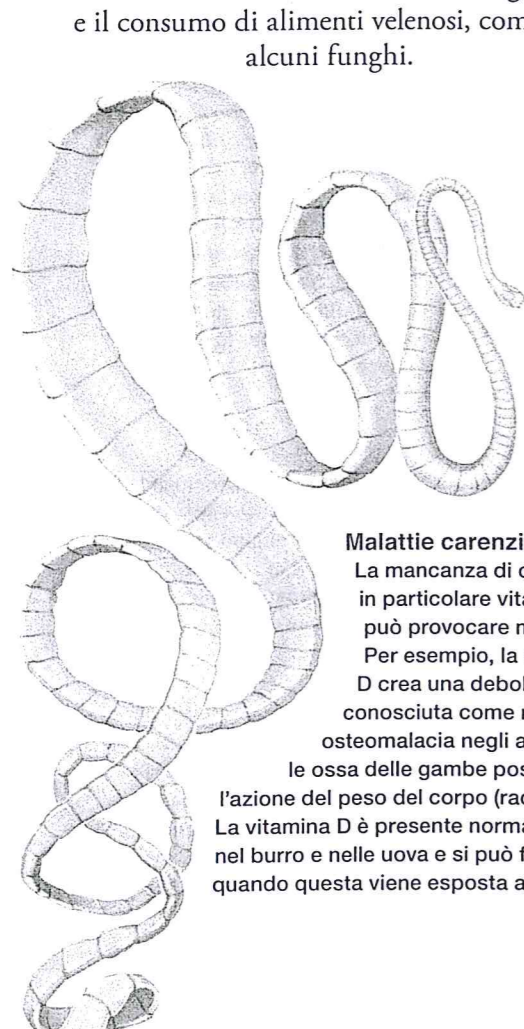 e il consumo di alimenti velenosi, com
alcuni funghi.
Malattie carenzi
La mancanza di
in particolare vita
può provocare
Per esempio, la
D crea una debol
conosciuta come
osteomalacia negli a
le ossa delle gambe pos
l'azione del peso del corpo (rac
La vitamina D è presente norma
nel burro e nelle uova e si può f
quando questa viene esposta a